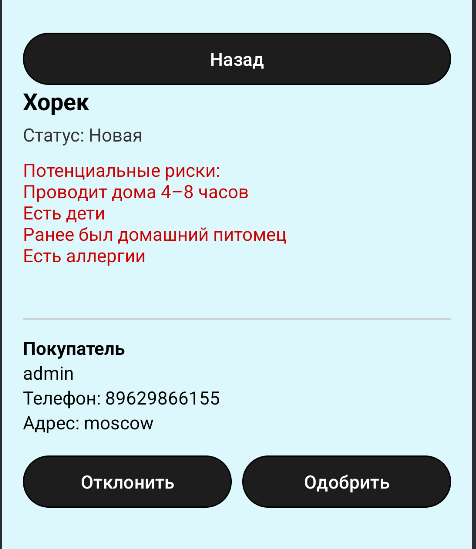 Назад
Хорек
Статус: Новая
Потенциальные риски:
Проводит дома 4–8 часов
Есть дети
Ранее был домашний питомец
Есть аллергии
Покупатель
admin
Телефон: 89629866155
Адрес: moscow
Отклонить
Одобрить